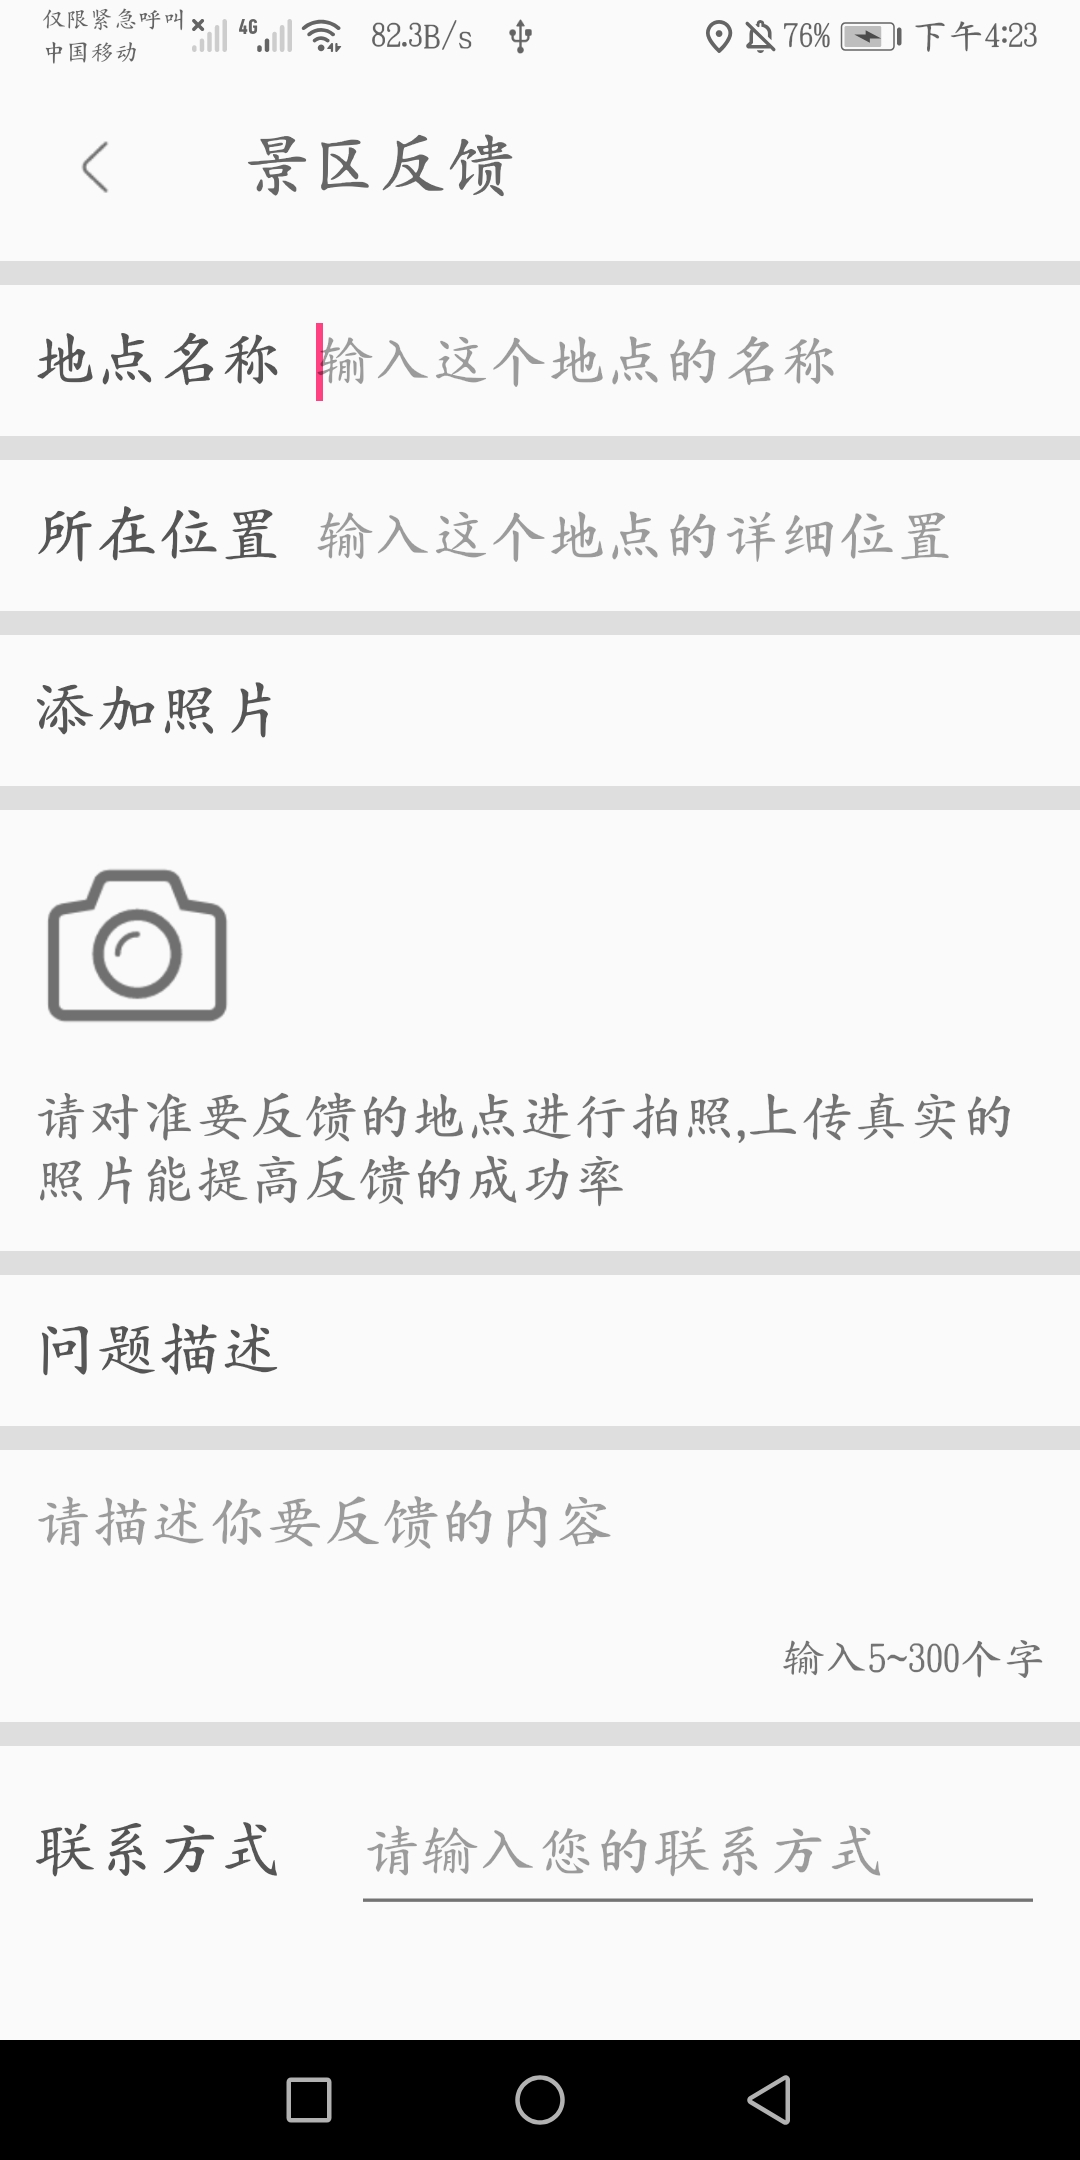 仅限紧急呼叫
中国移动
4G
82.3B/s
76%
下午4:23
景区反馈
地点名称 输入这个地点的名称
所在位置 输入这个地点的详细位置
添加照片
请对准要反馈的地点进行拍照,上传真实的
照片能提高反馈的成功率
问题描述
请描述你要反馈的内容
输入5~300个字
联系方式 请输入您的联系方式